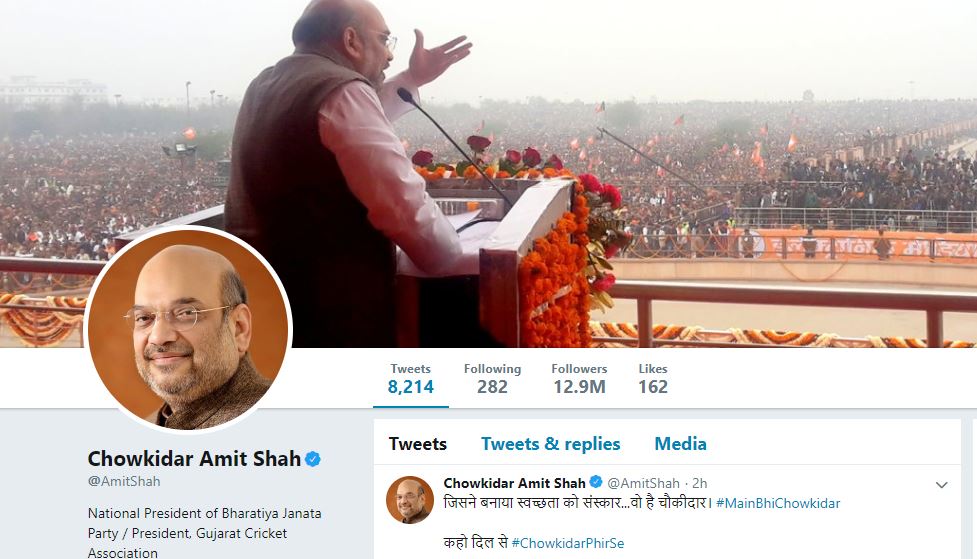 Tweets Following Followers Likes
8,214 282 12.9M 162
Chowkidar Amit Shah
@AmitShah
National President of Bharatiya Janata
Party / President, Gujarat Cricket
Association
Tweets Tweets & replies Media
Chowkidar Amit Shah @AmitShah · 2h
जिसने बनाया स्वच्छता को संस्कार...वो है चौकीदार। #MainBhiChowkidar
कहो दिल से #ChowkidarPhirSe